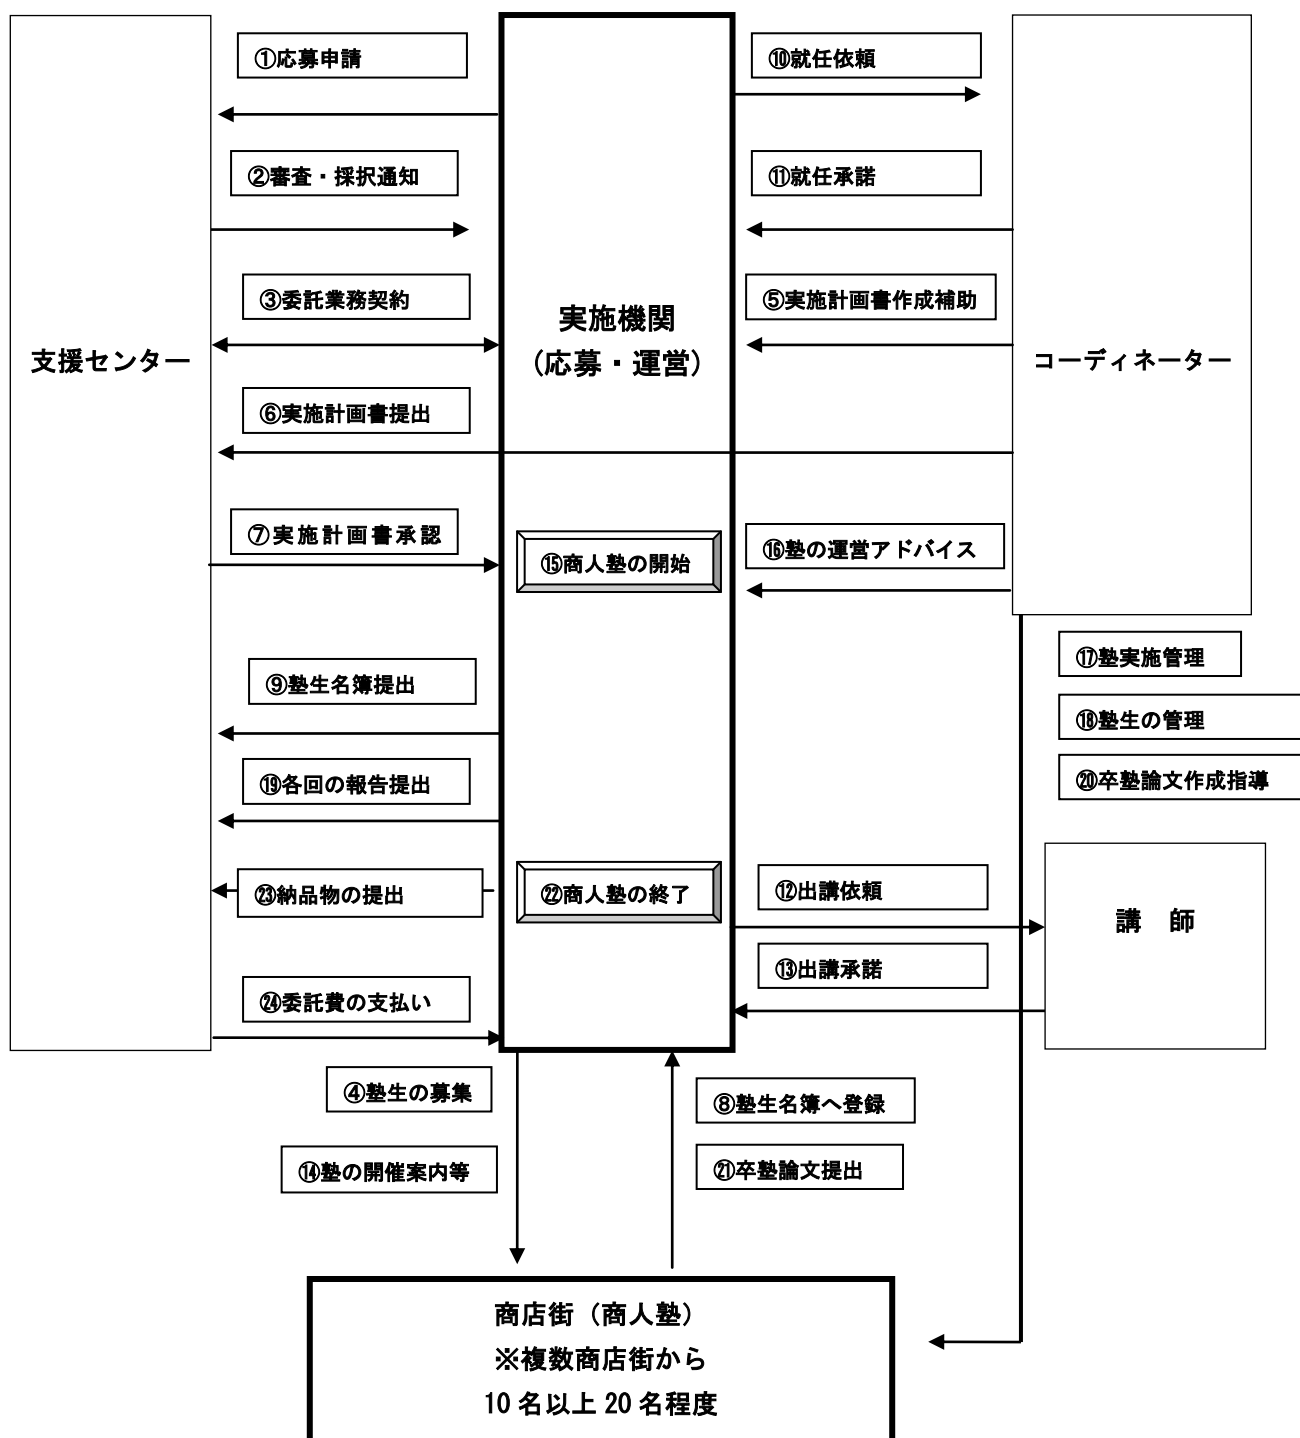 ①応募申請
⑩就任依頼
②審査・採択通知
⑪就任承諾
③委託業務契約
⑤実施計画書作成補助
実施機関
(応募・運営)
支援センター
コーディネーター
⑥実施計画書提出
⑦実施計画書承認
⑮商人塾の開始
⑯塾の運営アドバイス
⑰塾実施管理
⑨塾生名簿提出
⑱塾生の管理
⑲各回の報告提出
⑳卒塾論文作成指導
㉓納品物の提出
㉒商人塾の終了
⑫出講依頼
講 師
⑬出講承諾
㉔委託費の支払い
④塾生の募集
⑧塾生名簿へ登録
⑭塾の開催案内等
㉑卒塾論文提出
商店街（商人塾）
※複数商店街から
10名以上20名程度